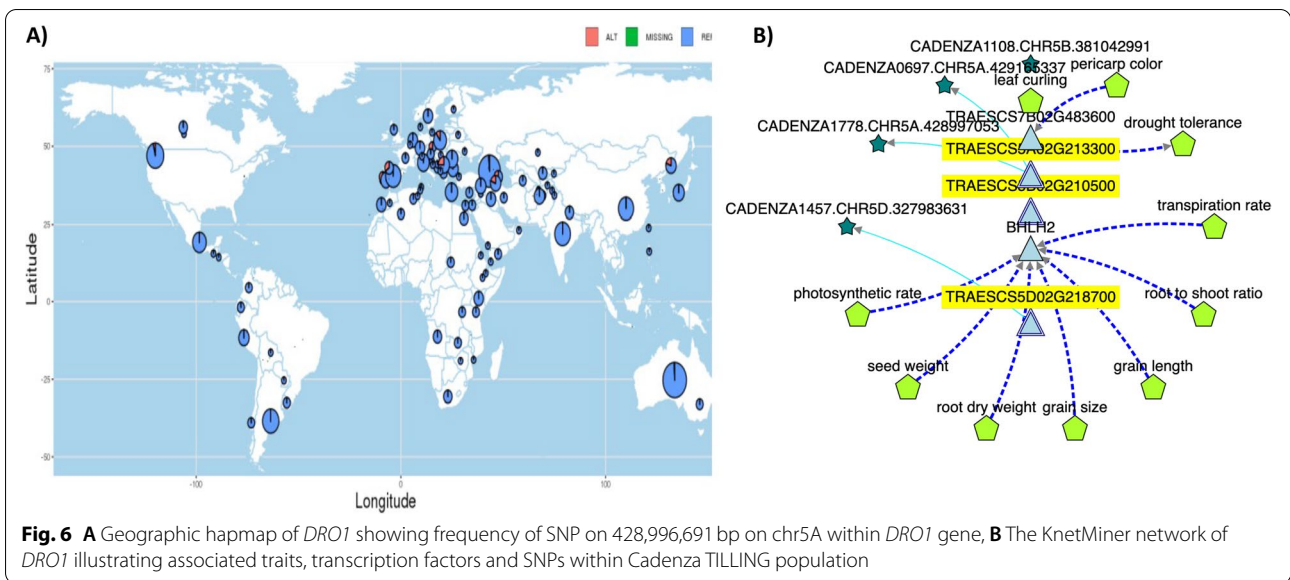 A)
ALT MISSING REF
75
50
25
0
-25
-50
-100 0 100
Latitude
Longitude
B)
CADENZA1108.CHR5B.381042991
CADENZA0697.CHR5A.429165337
pericarp color
leaf curling
TRAESCS7B02G483600
CADENZA1778.CHR5A.428997053
drought tolerance
TRAESCS5A02G213300
TRAESCS5B02G210500
CADENZA1457.CHR5D.327983631
transpiration rate
BHLH2
photosynthetic rate
TRAESCS5D02G218700
root to shoot ratio
seed weight
grain length
root dry weight
grain size
Fig. 6 A Geographic hapmap of DRO1 showing frequency of SNP on 428,996,691 bp on chr5A within DRO1 gene, B The KnetMiner network of
DRO1 illustrating associated traits, transcription factors and SNPs within Cadenza TILLING population